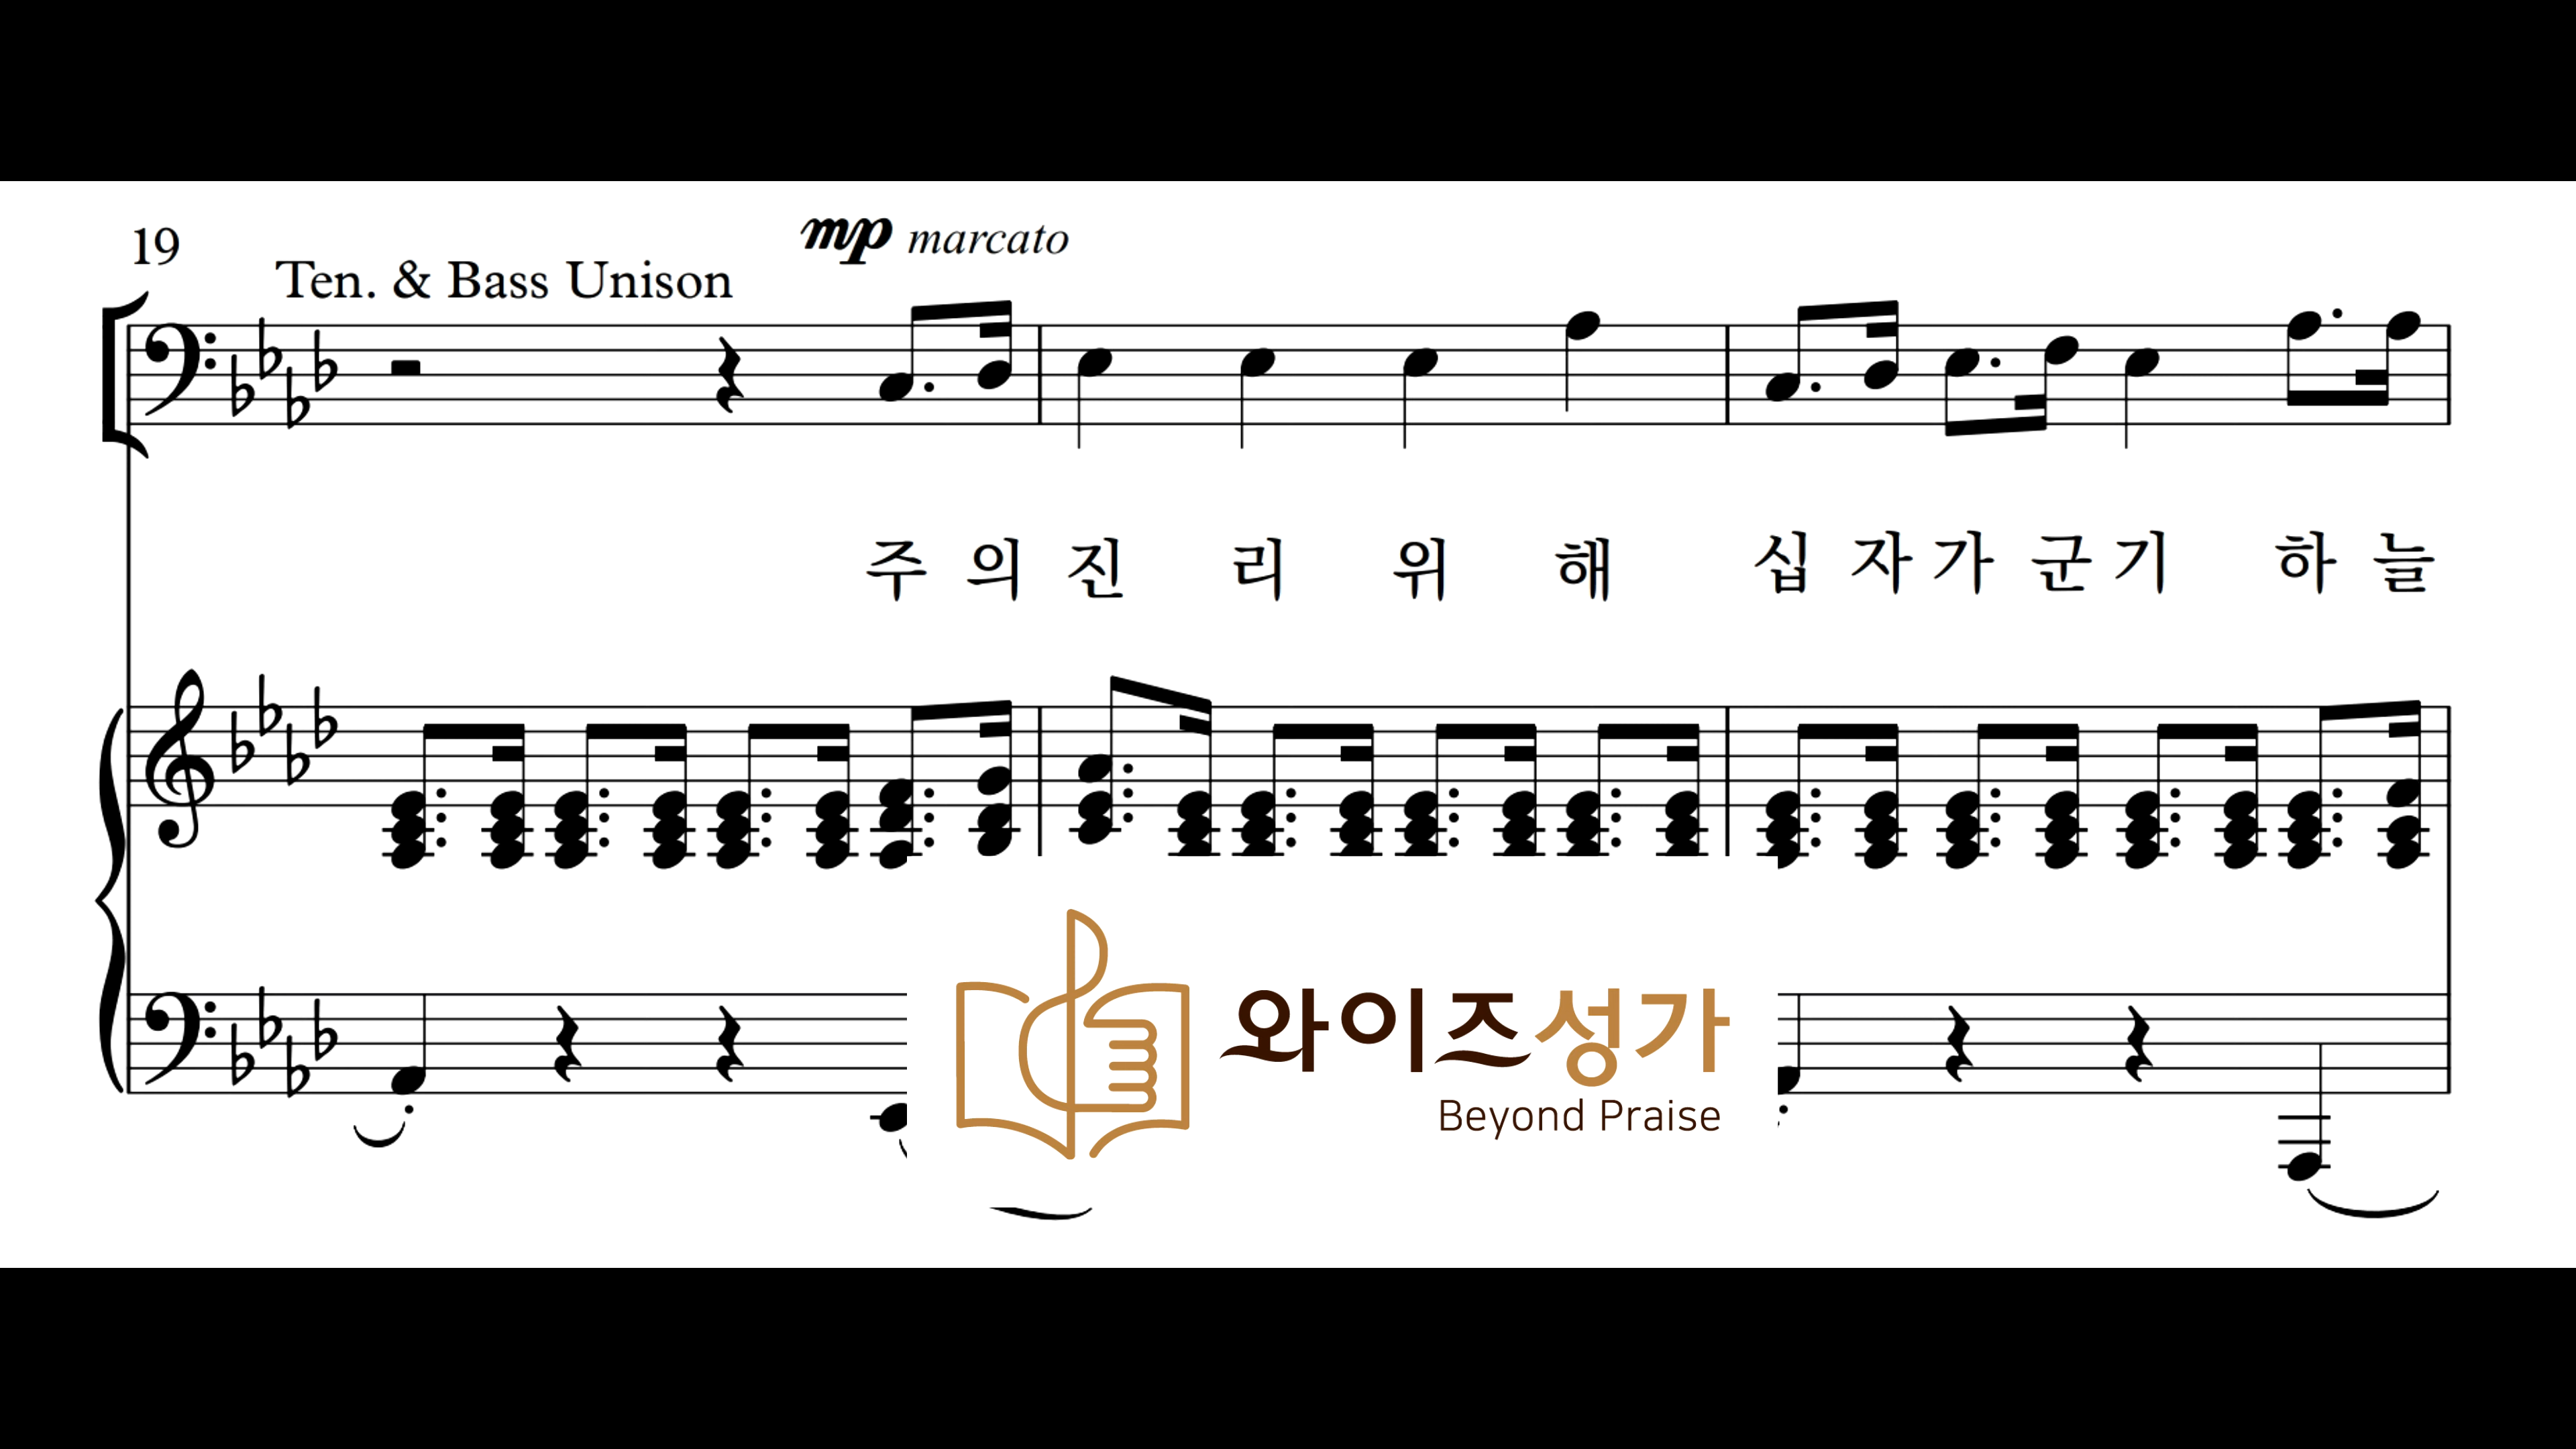 19
Ten. & Bass Unison
mp marcato
주 의 진 리 위 해 십 자 가 군 기 하 늘
와이즈성가
Beyond Praise